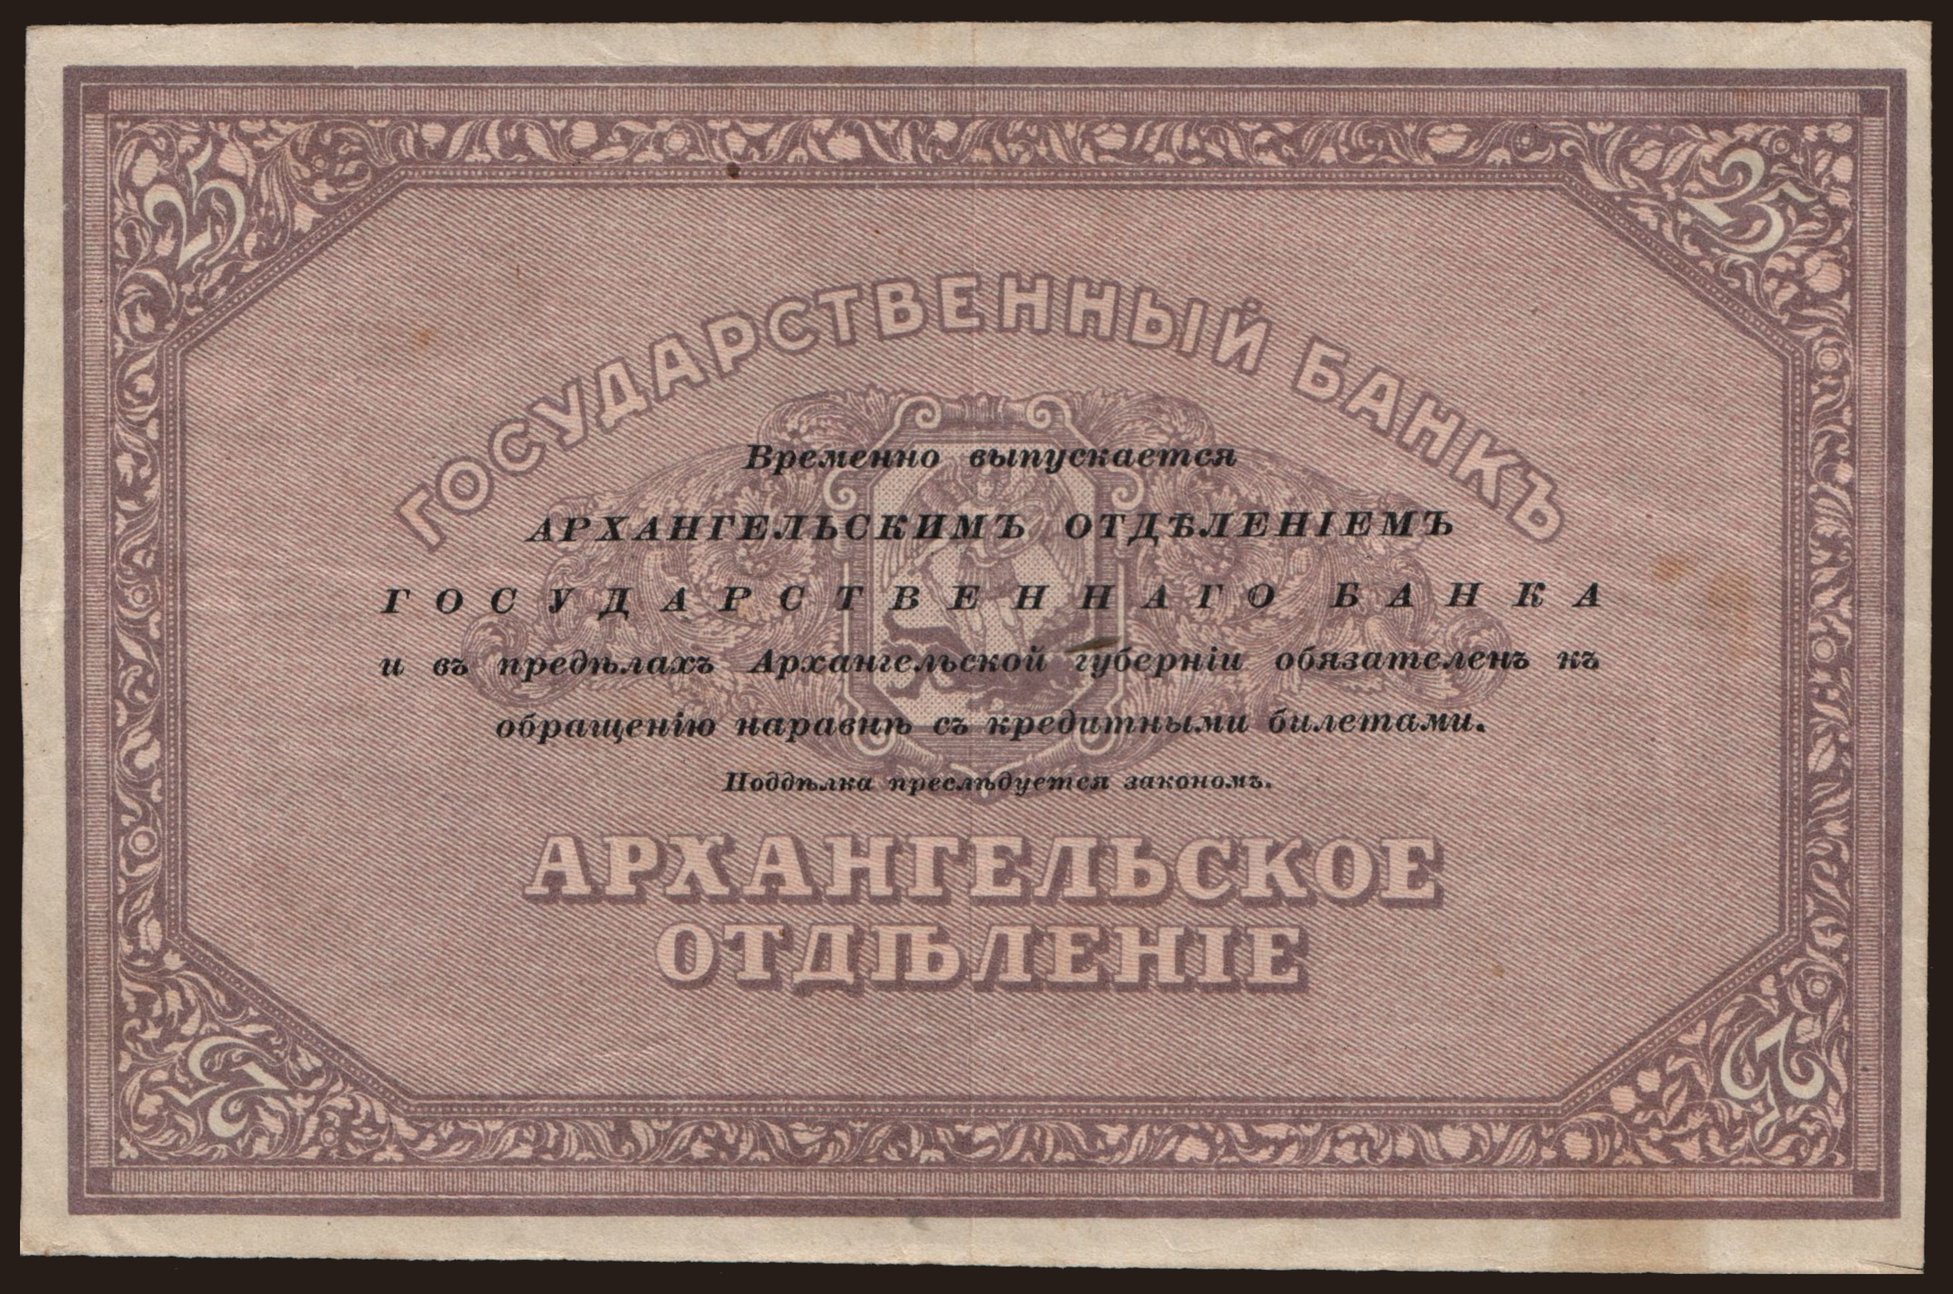 25 25
ГОСУДАРСТВЕННЫЙ БАНКЪ
Временно выпускается
АРХАНГЕЛЬСКИМЪ ОТДѢЛЕНІЕМЪ
ГОСУДАРСТВЕННАГО БАНКА
и въ предѣлахъ Архангельской губерніи обязателенъ къ
обращенію наравнѣ съ кредитными билетами.
Поддѣлка преслѣдуется закономъ.
АРХАНГЕЛЬСКОЕ
ОТДѢЛЕНІЕ
25 25